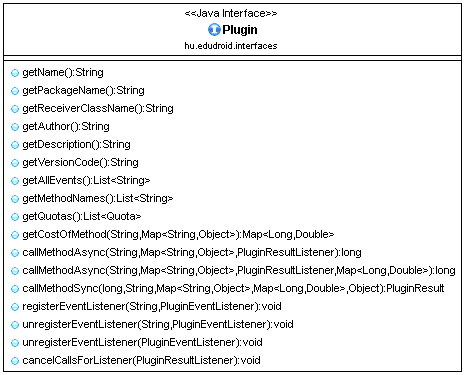 <<Java Interface>>
Plugin
hu.edudroid.interfaces
getName():String
getPackageName():String
getReceiverClassName():String
getAuthor():String
getDescription():String
getVersionCode():String
getAllEvents():List<String>
getMethodNames():List<String>
getQuotas():List<Quota>
getCostOfMethod(String,Map<String,Object>):Map<Long,Double>
callMethodAsync(String,Map<String,Object>,PluginResultListener):long
callMethodAsync(String,Map<String,Object>,PluginResultListener,Map<Long,Double>):long
callMethodSync(long,String,Map<String,Object>,Map<Long,Double>,Object):PluginResult
registerEventListener(String,PluginEventListener):void
unregisterEventListener(String,PluginEventListener):void
unregisterEventListener(PluginEventListener):void
cancelCallsForListener(PluginResultListener):void